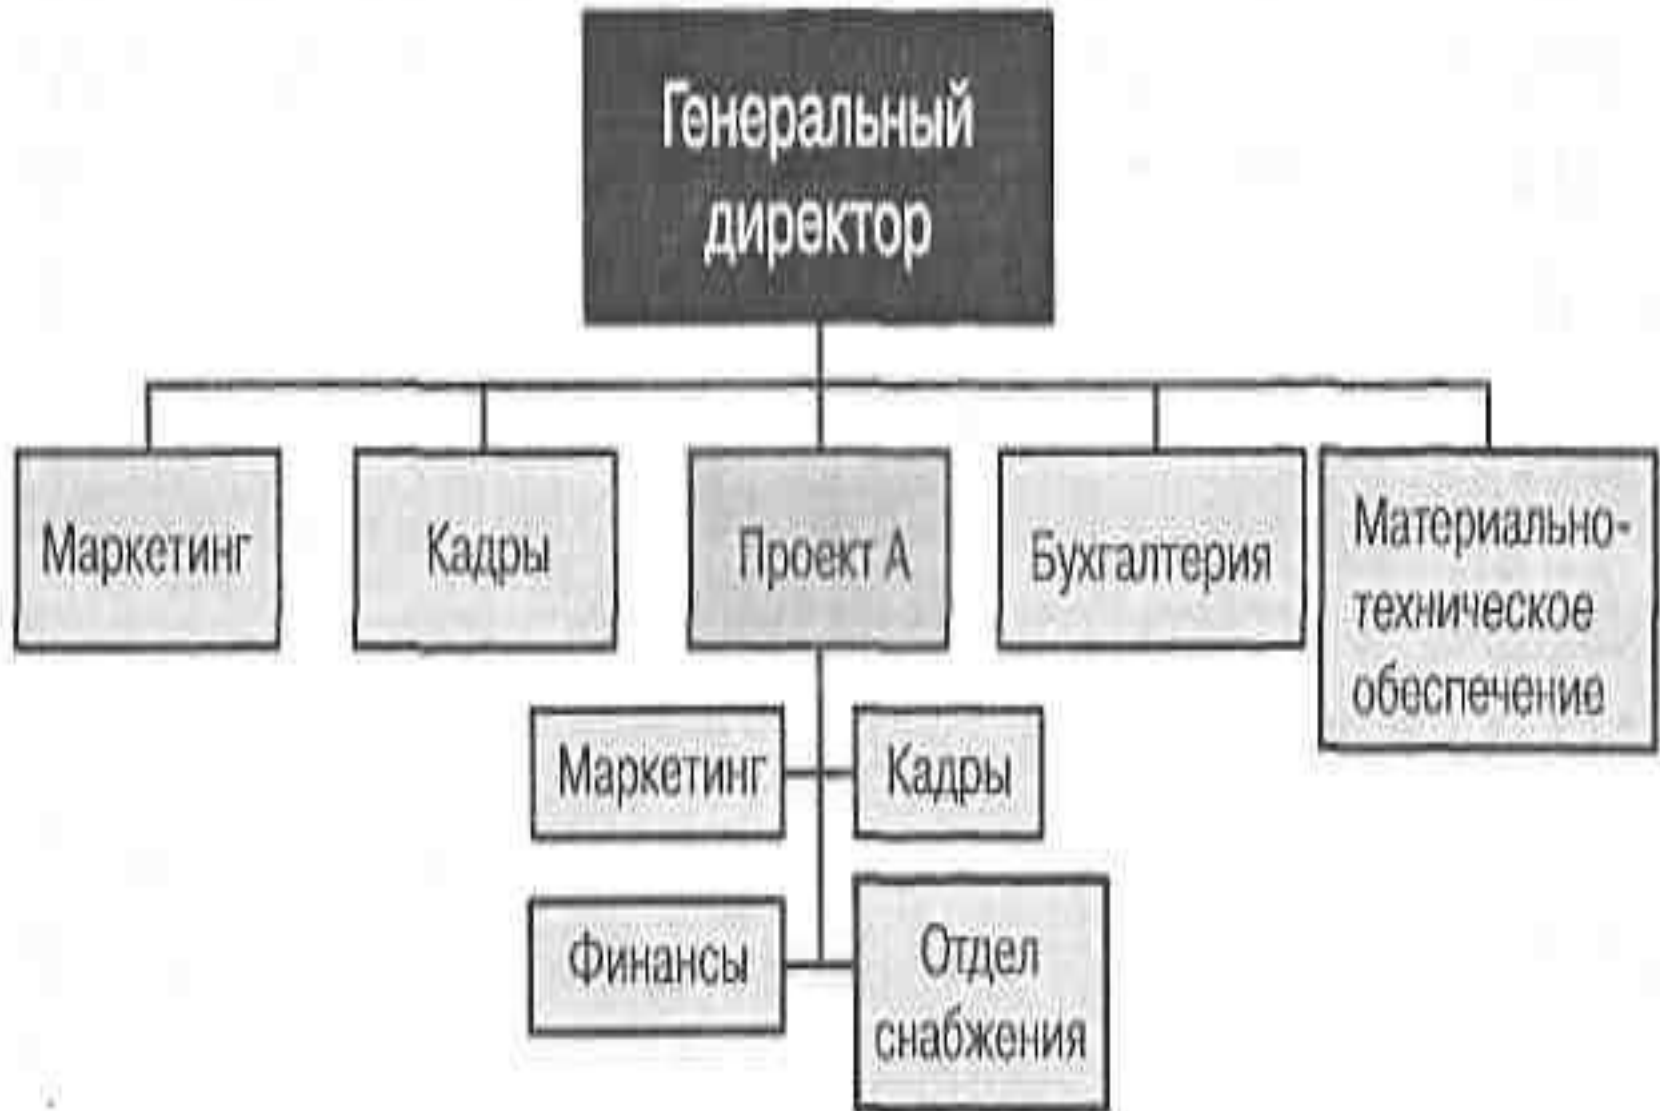 Генеральный
директор
Маркетинг
Кадры
Проект А
Бухгалтерия
Материально-
техническое
обеспечение
Маркетинг
Кадры
Финансы
Отдел
снабжения